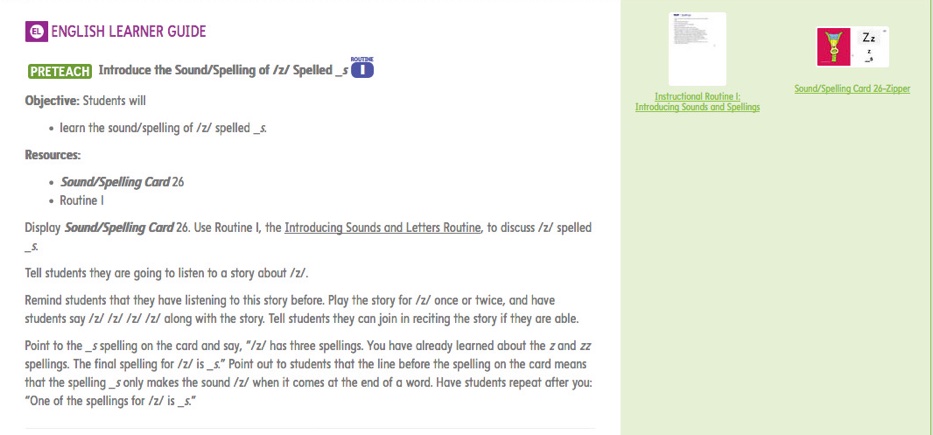 EL ENGLISH LEARNER GUIDE
PRETEACH Introduce the Sound/Spelling of /z/ Spelled _s ROUTINE 1
Objective: Students will
• learn the sound/spelling of /z/ spelled _s.
Resources:
• Sound/Spelling Card 26
• Routine 1
Display Sound/Spelling Card 26. Use Routine 1, the Introducing Sounds and Letters Routine, to discuss /z/ spelled
_s.
Tell students they are going to listen to a story about /z/.
Remind students that they have listening to this story before. Play the story for /z/ once or twice, and have
students say /z/ /z/ /z/ /z/ along with the story. Tell students they can join in reciting the story if they are able.
Point to the _s spelling on the card and say, "/z/ has three spellings. You have already learned about the z and zz
spellings. The final spelling for /z/ is _s." Point out to students that the line before the spelling on the card means
that the spelling _s only makes the sound /z/ when it comes at the end of a word. Have students repeat after you:
"One of the spellings for /z/ is _s."
Instructional Routine 1:
Introducing Sounds and Spellings
Zz
z
_s
Sound/Spelling Card 26-Zipper